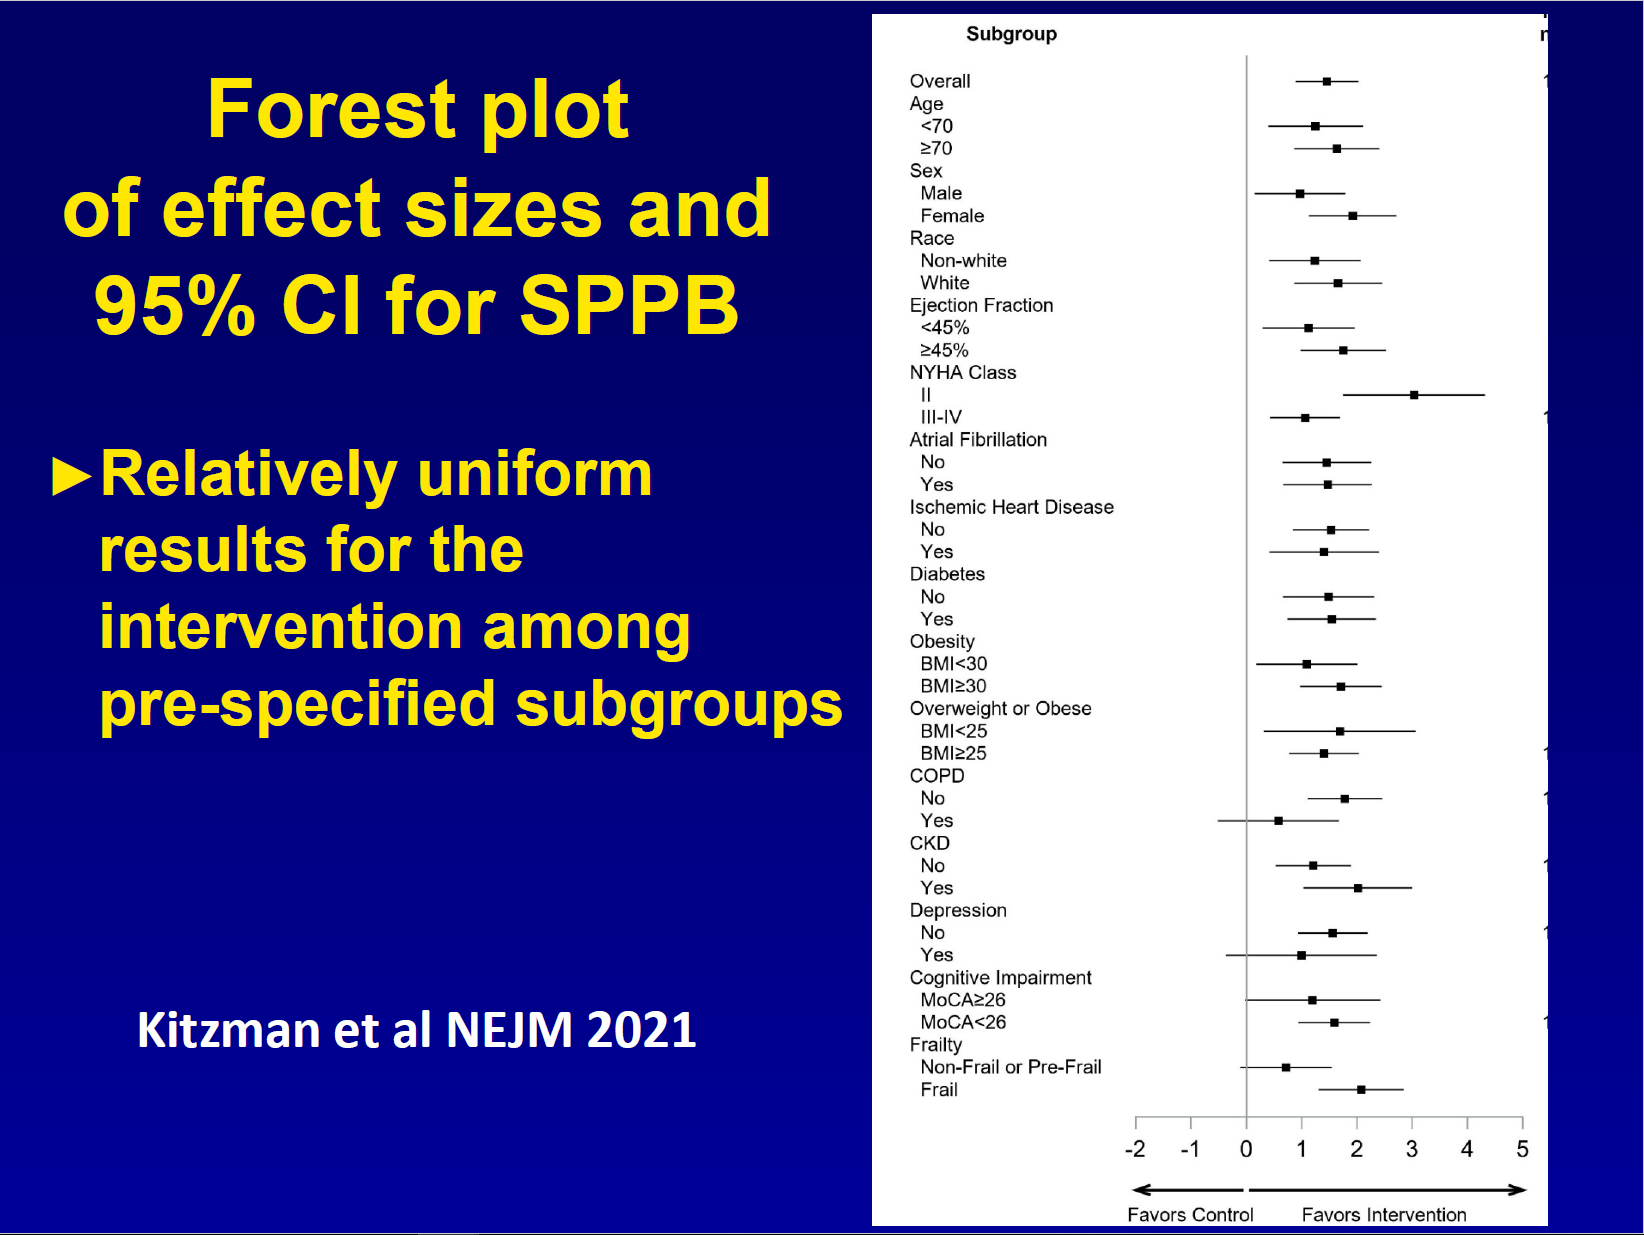 Forest plot
of effect sizes and
95% CI for SPPB
►Relatively uniform
results for the
intervention among
pre-specified subgroups
Kitzman et al NEJM 2021
Subgroup
Overall
Age
<70
≥70
Sex
Male
Female
Race
Non-white
White
Ejection Fraction
<45%
≥45%
NYHA Class
II
III-IV
Atrial Fibrillation
No
Yes
Ischemic Heart Disease
No
Yes
Diabetes
No
Yes
Obesity
BMI<30
BMI≥30
Overweight or Obese
BMI<25
BMI≥25
COPD
No
Yes
CKD
No
Yes
Depression
No
Yes
Cognitive Impairment
MoCA≥26
MoCA<26
Frailty
Non-Frail or Pre-Frail
Frail
-2 -1 0 1 2 3 4 5
Favors Control Favors Intervention